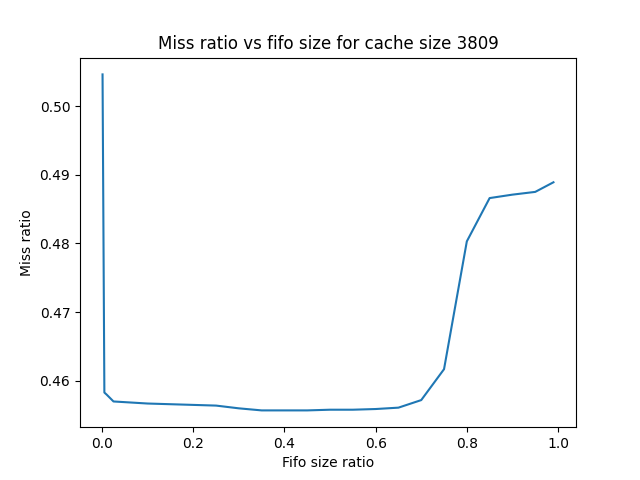 Miss ratio vs fifo size for cache size 3809
0.50
0.49
0.48
0.47
0.46
Miss ratio
0.0 0.2 0.4 0.6 0.8 1.0
Fifo size ratio